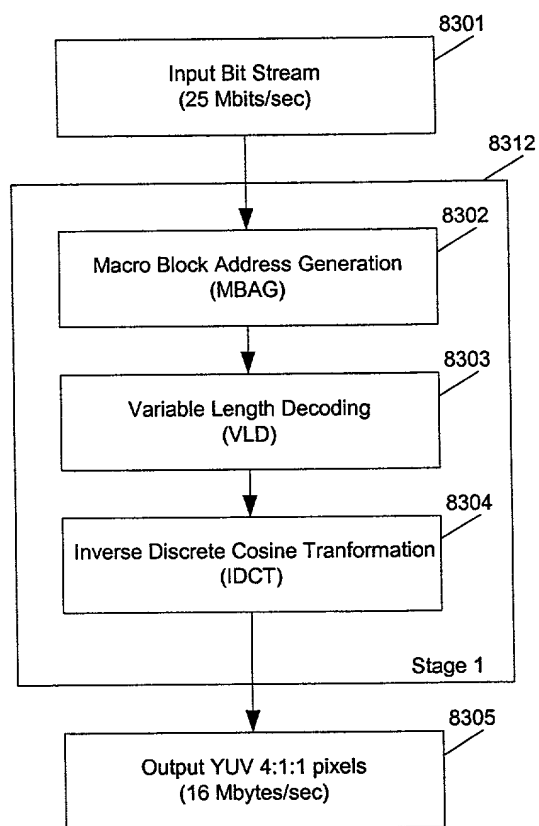 8301
Input Bit Stream
(25 Mbits/sec)
8312
8302
Macro Block Address Generation
(MBAG)
8303
Variable Length Decoding
(VLD)
8304
Inverse Discrete Cosine Tranformation
(IDCT)
Stage 1
8305
Output YUV 4:1:1 pixels
(16 Mbytes/sec)